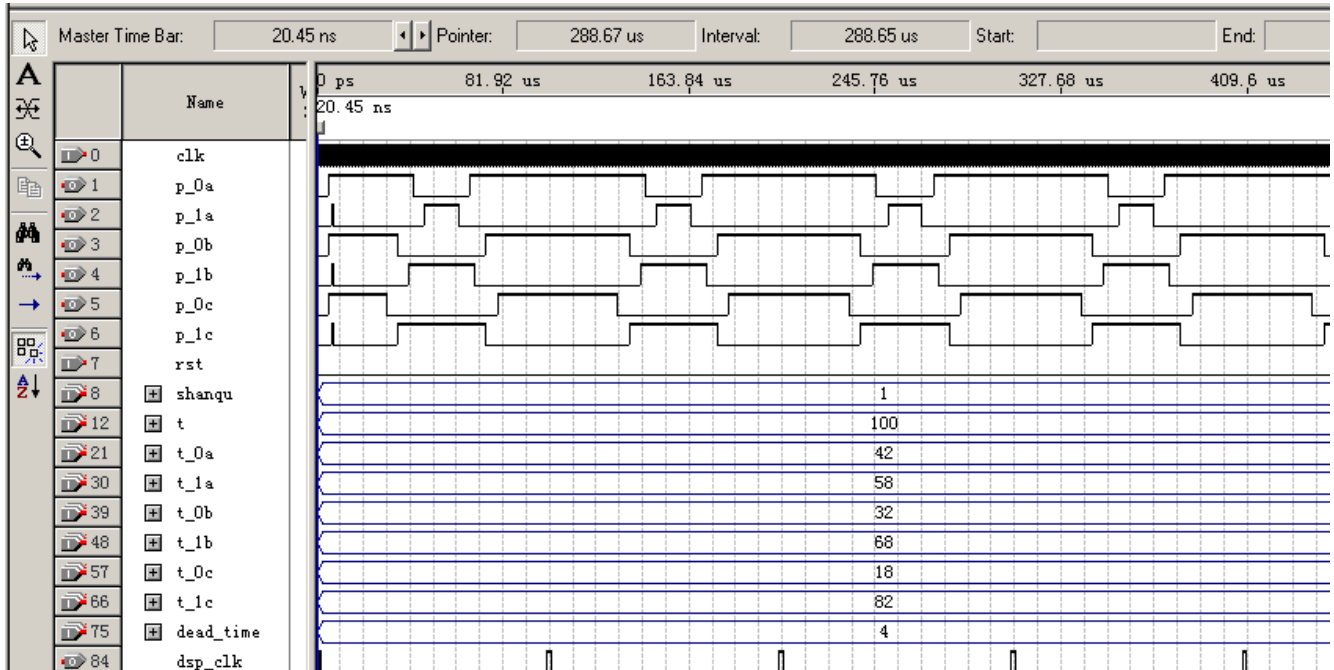 Master Time Bar: 20.45 ns Pointer: 288.67 us Interval: 288.65 us Start: End:
Name
0 ps 81.92 us 163.84 us 245.76 us 327.68 us 409.6 us
20.45 ns
0 clk
1 p_0a
2 p_1a
3 p_0b
4 p_1b
5 p_0c
6 p_1c
7 rst
8 shanqu 1
12 t 100
21 t_0a 42
30 t_1a 58
39 t_0b 32
48 t_1b 68
57 t_0c 18
66 t_1c 82
75 dead_time 4
84 dsp_clk